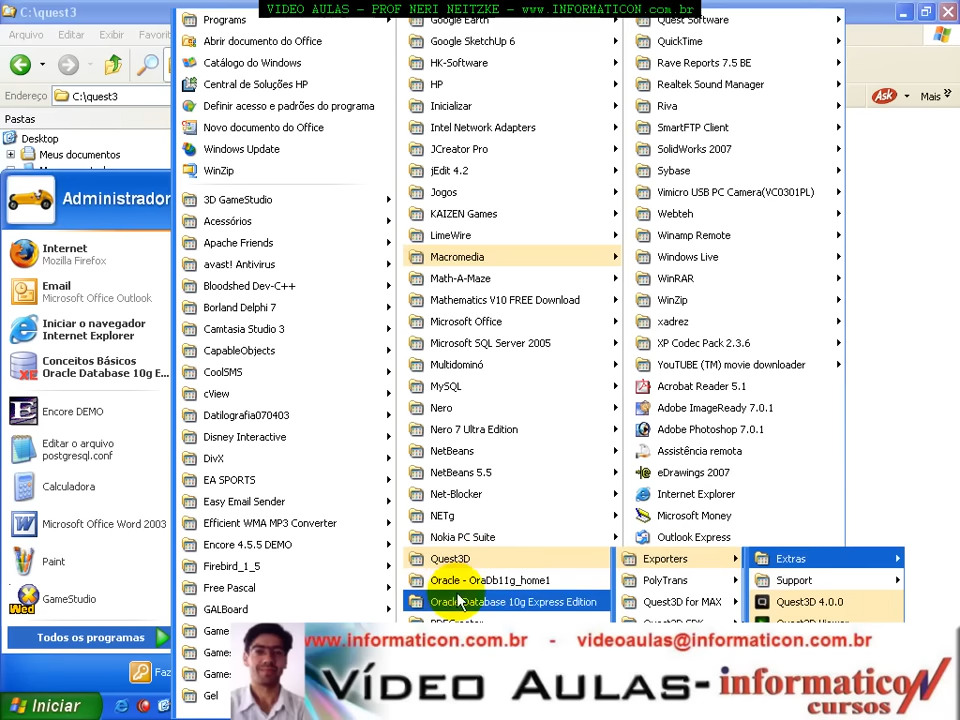 VIDEO AULAS - PROF NERI NEITZKE - www.INFORMATICON.com.br
C:\quest3
Arquivo Editar Exibir Favorit
Endereço C:\quest3
Ask Mais
Pastas
Desktop
Meus documentos
Administrador
Internet
Mozilla Firefox
Email
Microsoft Office Outlook
Iniciar o navegador
Internet Explorer
Conceitos Básicos
Oracle Database 10g E...
Encore DEMO
Editar o arquivo
postgresql.conf
Calculadora
Microsoft Office Word 2003
Paint
GameStudio
Todos os programas
Faz
Iniciar
Programs
Abrir documento do Office
Catálogo do Windows
Central de Soluções HP
Definir acesso e padrões do programa
Novo documento do Office
Windows Update
WinZip
3D GameStudio
Acessórios
Apache Friends
avast! Antivirus
Bloodshed Dev-C++
Borland Delphi 7
Camtasia Studio 3
CapableObjects
CoolSMS
cView
Datilografia070403
Disney Interactive
DivX
EA SPORTS
Easy Email Sender
Efficient WMA MP3 Converter
Encore 4.5.5 DEMO
Firebird_1_5
Free Pascal
GALBoard
Game
Game
Game
Gel
Google Earth
Google SketchUp 6
HK-Software
HP
Inicializar
Intel Network Adapters
JCreator Pro
jEdit 4.2
Jogos
KAIZEN Games
LimeWire
Macromedia
Math-A-Maze
Mathematics V10 FREE Download
Microsoft Office
Microsoft SQL Server 2005
Multidominó
MySQL
Nero
Nero 7 Ultra Edition
NetBeans
NetBeans 5.5
Net-Blocker
NETg
Nokia PC Suite
Quest3D
Oracle - OraDb11g_home1
Oracle Database 10g Express Edition
Quest Software
QuickTime
Rave Reports 7.5 BE
Realtek Sound Manager
Riva
SmartFTP Client
SolidWorks 2007
Sybase
Vimicro USB PC Camera(VC0301PL)
Webteh
Winamp Remote
Windows Live
WinRAR
WinZip
xadrez
XP Codec Pack 2.3.6
YouTUBE (TM) movie downloader
Acrobat Reader 5.1
Adobe ImageReady 7.0.1
Adobe Photoshop 7.0.1
Assistência remota
eDrawings 2007
Internet Explorer
Microsoft Money
Outlook Express
Exporters
PolyTrans
Quest3D for MAX
Extras
Support
Quest3D 4.0.0
www.informaticon.com.br - videoaulas@informaticon.com.br
VÍDEO AULAS- informaticon
cursos